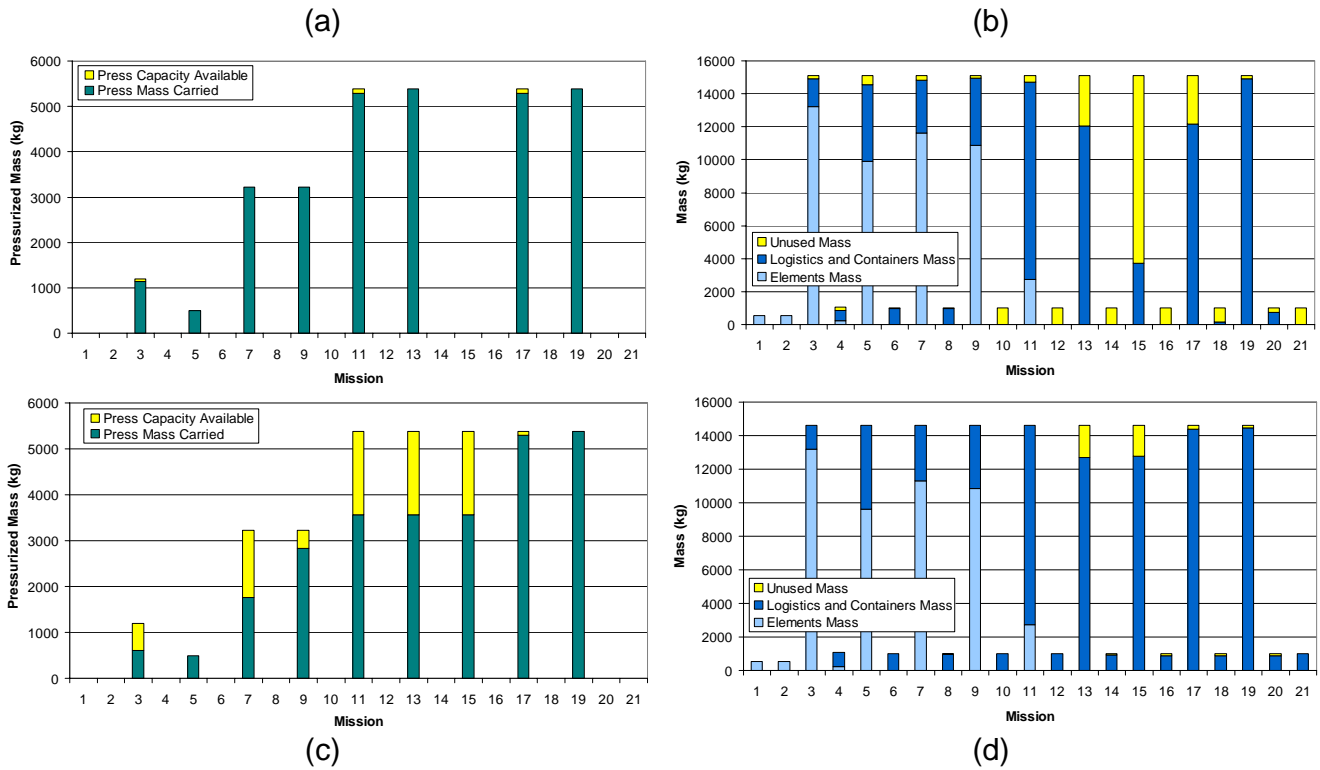 (a)
6000
5000
4000
3000
2000
1000
0
Pressurized Mass (kg)
Press Capacity Available
Press Mass Carried
1 2 3 4 5 6 7 8 9 10 11 12 13 14 15 16 17 18 19 20 21
Mission
(b)
16000
14000
12000
10000
8000
6000
4000
2000
0
Mass (kg)
Unused Mass
Logistics and Containers Mass
Elements Mass
1 2 3 4 5 6 7 8 9 10 11 12 13 14 15 16 17 18 19 20 21
Mission
6000
5000
4000
3000
2000
1000
0
Pressurized Mass (kg)
Press Capacity Available
Press Mass Carried
1 2 3 4 5 6 7 8 9 10 11 12 13 14 15 16 17 18 19 20 21
Mission
(c)
16000
14000
12000
10000
8000
6000
4000
2000
0
Mass (kg)
Unused Mass
Logistics and Containers Mass
Elements Mass
1 2 3 4 5 6 7 8 9 10 11 12 13 14 15 16 17 18 19 20 21
Mission
(d)